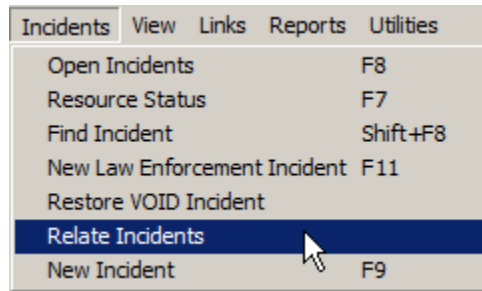 Incidents View Links Reports Utilities
Open Incidents F8
Resource Status F7
Find Incident Shift+F8
New Law Enforcement Incident F11
Restore VOID Incident
Relate Incidents
New Incident F9